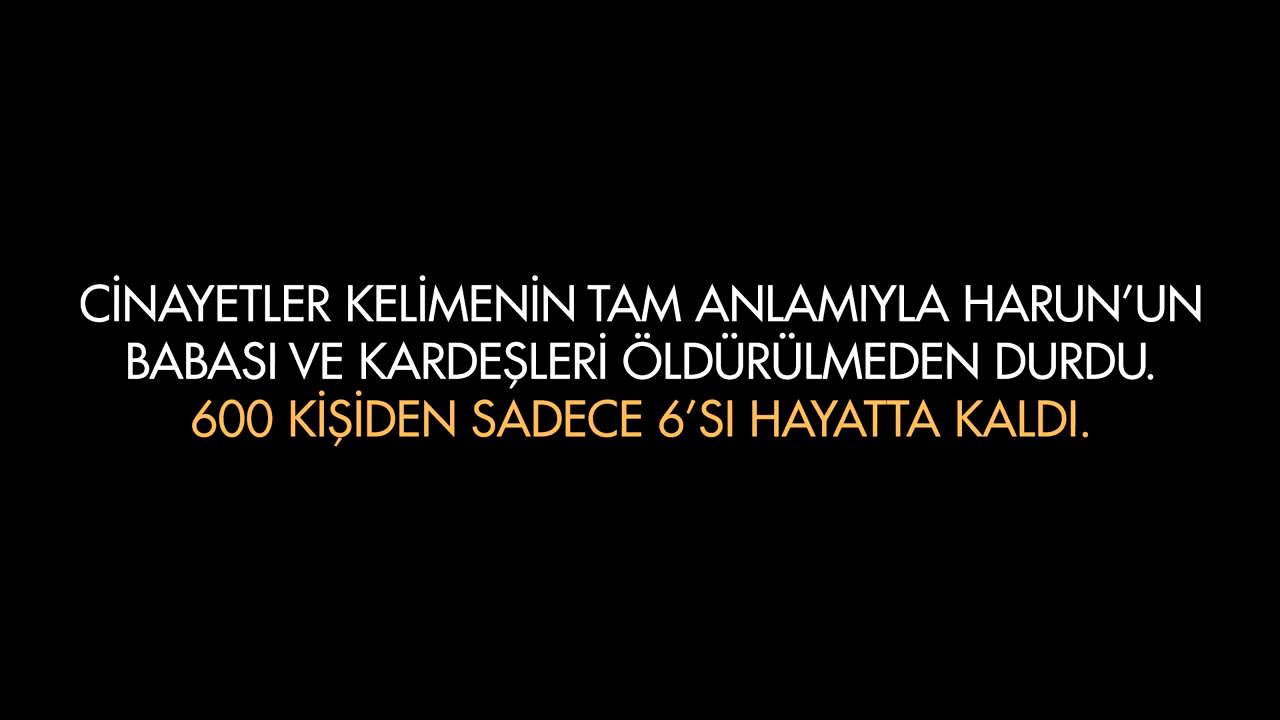 CİNAYETLER KELİMENİN TAM ANLAMIYLA HARUN’UN
BABASI VE KARDEŞLERİ ÖLDÜRÜLMEDEN DURDU.
600 KİŞİDEN SADECE 6’SI HAYATTA KALDI.